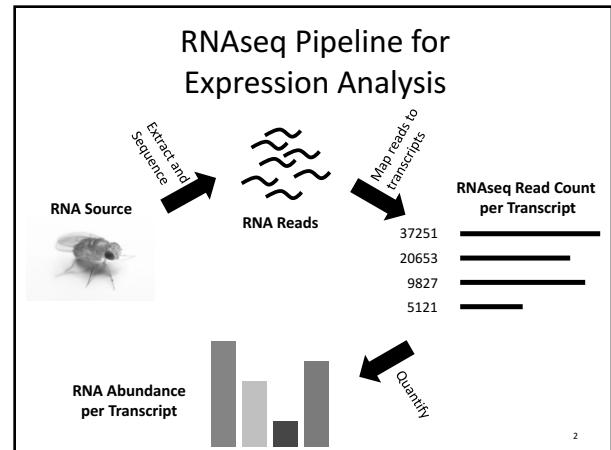 RNAseq Pipeline for
Expression Analysis
Extract and
Sequence
Map reads to
transcripts
RNA Source
RNA Reads
RNAseq Read Count
per Transcript
37251
20653
9827
5121
Quantify
RNA Abundance
per Transcript
2